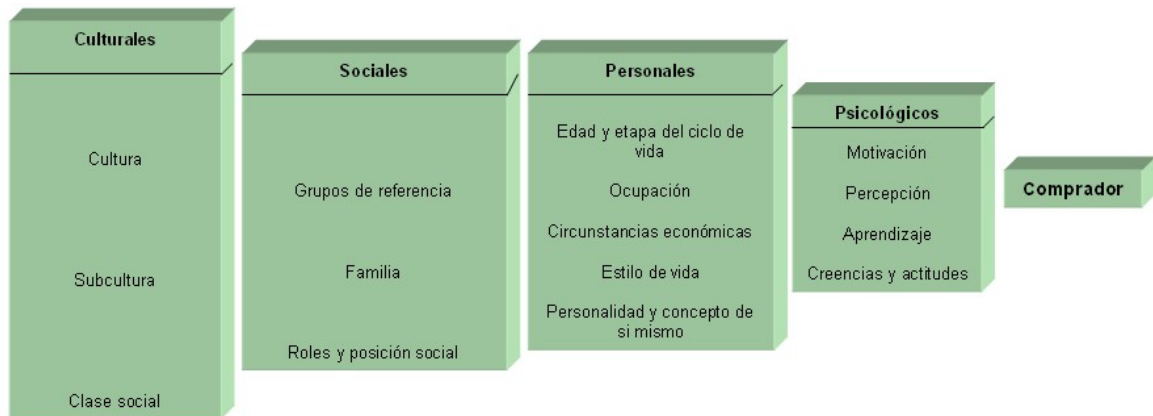 Culturales
Cultura
Subcultura
Clase social
Sociales
Grupos de referencia
Familia
Roles y posición social
Personales
Edad y etapa del ciclo de
vida
Ocupación
Circunstancias económicas
Estilo de vida
Personalidad y concepto de
si mismo
Psicológicos
Motivación
Percepción
Aprendizaje
Creencias y actitudes
Comprador